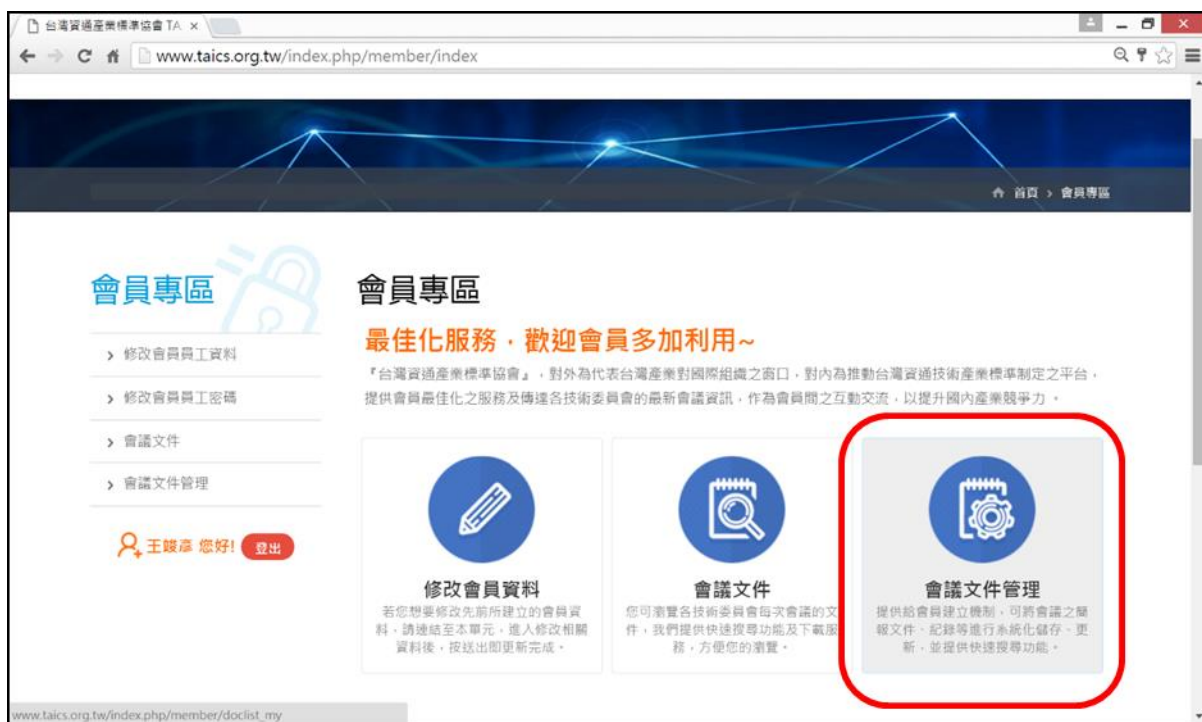 台灣資通產業標準協會 TA
www.taics.org.tw/index.php/member/index
首頁 > 會員專區
會員專區
修改會員員工資料
修改會員員工密碼
會議文件
會議文件管理
王峻彥 您好! 登出
會員專區
最佳化服務，歡迎會員多加利用~
『台灣資通產業標準協會』，對外為代表台灣產業對國際組織之窗口，對內為推動台灣資通技術產業標準制定之平台，
提供會員最佳化之服務及傳達各技術委員會的最新會議資訊，作為會員間之互動交流，以提升國內產業競爭力。
修改會員資料
若您想要修改先前所建立的會員資
料，請連結至本單元，進入修改相關
資料後，按送出即更新完成。
會議文件
您可瀏覽各技術委員會每次會議的文
件，我們提供快速搜尋功能及下載服
務，方便您的瀏覽。
會議文件管理
提供給會員建立機制，可將會議之簡
報文件、紀錄等進行系統化儲存、更
新，並提供快速搜尋功能。
www.taics.org.tw/index.php/member/doclist_my